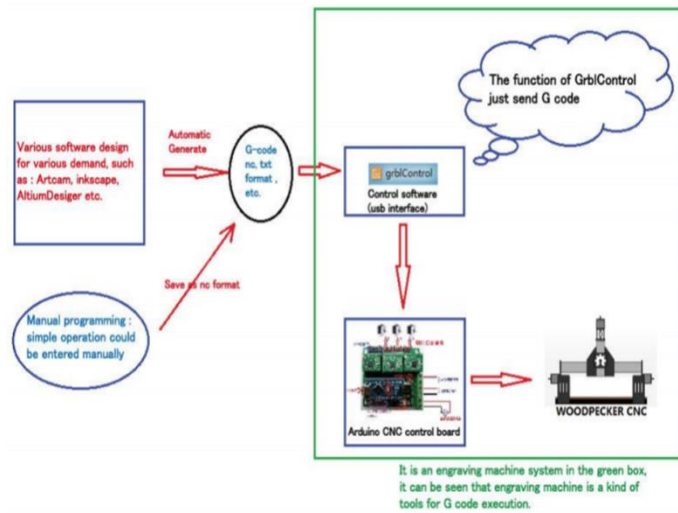 The function of GrblControl
just send G code
Various software design
for various demand, such
as : Artcam, inkscape,
AltiumDesiger etc.
Automatic
Generate
G-code
nc, txt
format ,
etc.
grblControl
Control software
(usb interface)
Save as nc format
Manual programming :
simple operation could
be entered manually
Arduino CNC control board
WOODPECKER CNC
It is an engraving machine system in the green box,
it can be seen that engraving machine is a kind of
tools for G code execution.